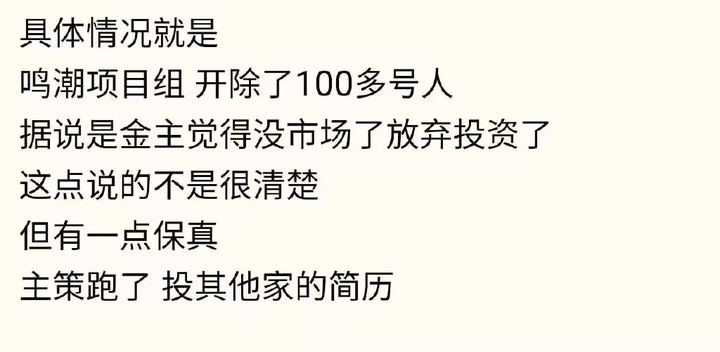 具体情况就是
鸣潮项目组 开除了100多号人
据说是金主觉得没市场了放弃投资了
这点说的不是很清楚
但有一点保真
主策跑了 投其他家的简历